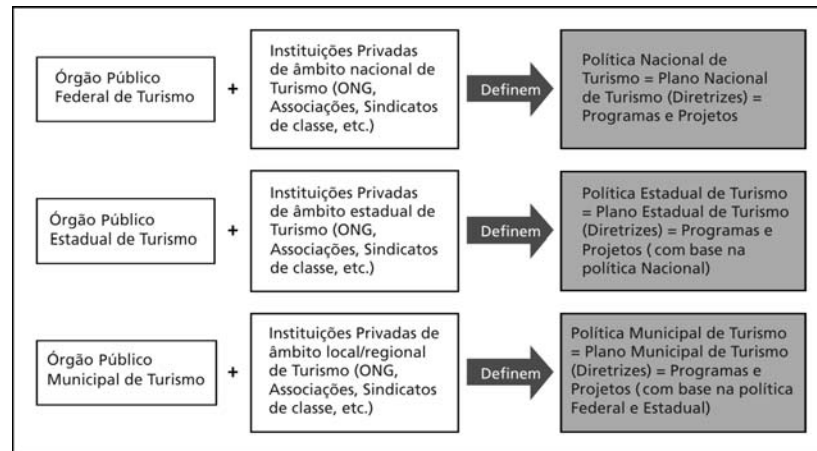 Órgão Público
Federal de Turismo
+
Instituições Privadas
de âmbito nacional de
Turismo (ONG,
Associações, Sindicatos
de classe, etc.)
Definem
Política Nacional de
Turismo = Plano Nacional
de Turismo (Diretrizes) =
Programas e Projetos
Órgão Público
Estadual de Turismo
+
Instituições Privadas
de âmbito estadual de
Turismo (ONG,
Associações, Sindicatos
de classe, etc.)
Definem
Política Estadual de Turismo
= Plano Estadual de Turismo
(Diretrizes) = Programas e
Projetos (com base na
política Nacional)
Órgão Público
Municipal de Turismo
+
Instituições Privadas de
âmbito local/regional
de Turismo (ONG,
Associações, Sindicatos
de classe, etc.)
Definem
Política Municipal de Turismo
= Plano Municipal de Turismo
(Diretrizes) = Programas e
Projetos (com base na política
Federal e Estadual)